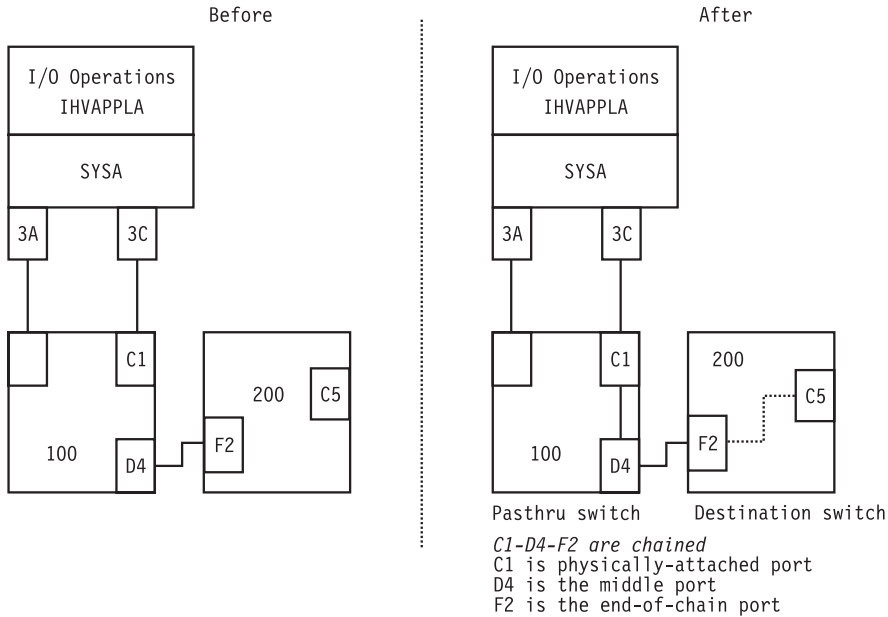 Before
I/O Operations
IHVAPPLA
SYSA
3A
3C
C1
200
C5
F2
100
D4
After
I/O Operations
IHVAPPLA
SYSA
3A
3C
C1
200
C5
F2
100
D4
Pasthru switch
Destination switch
C1-D4-F2 are chained
C1 is physically-attached port
D4 is the middle port
F2 is the end-of-chain port